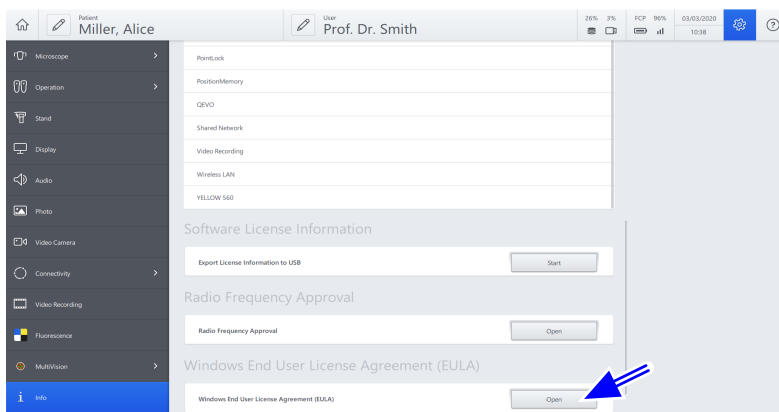 Patient
Miller, Alice
User
Prof. Dr. Smith
26% 3%
FCP 96%
03/03/2020
10:38
?
Microscope
Operation
Stand
Display
Audio
Photo
Video Camera
Connectivity
Video Recording
Fluorescence
MultiVision
i Info
PointLock
PositionMemory
QEVO
Shared Network
Video Recording
Wireless LAN
YELLOW 560
Software License Information
Export License Information to USB
Start
Radio Frequency Approval
Radio Frequency Approval
Open
Windows End User License Agreement (EULA)
Windows End User License Agreement (EULA)
Open